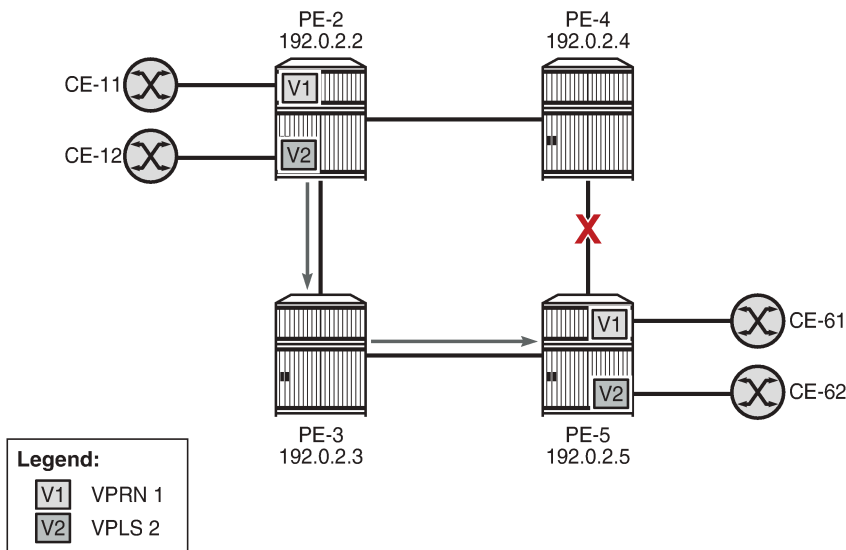 PE-2
192.0.2.2
PE-4
192.0.2.4
CE-11
V1
CE-12
V2
V1
CE-61
V2
CE-62
PE-3
192.0.2.3
PE-5
192.0.2.5
Legend:
V1 VPRN 1
V2 VPLS 2